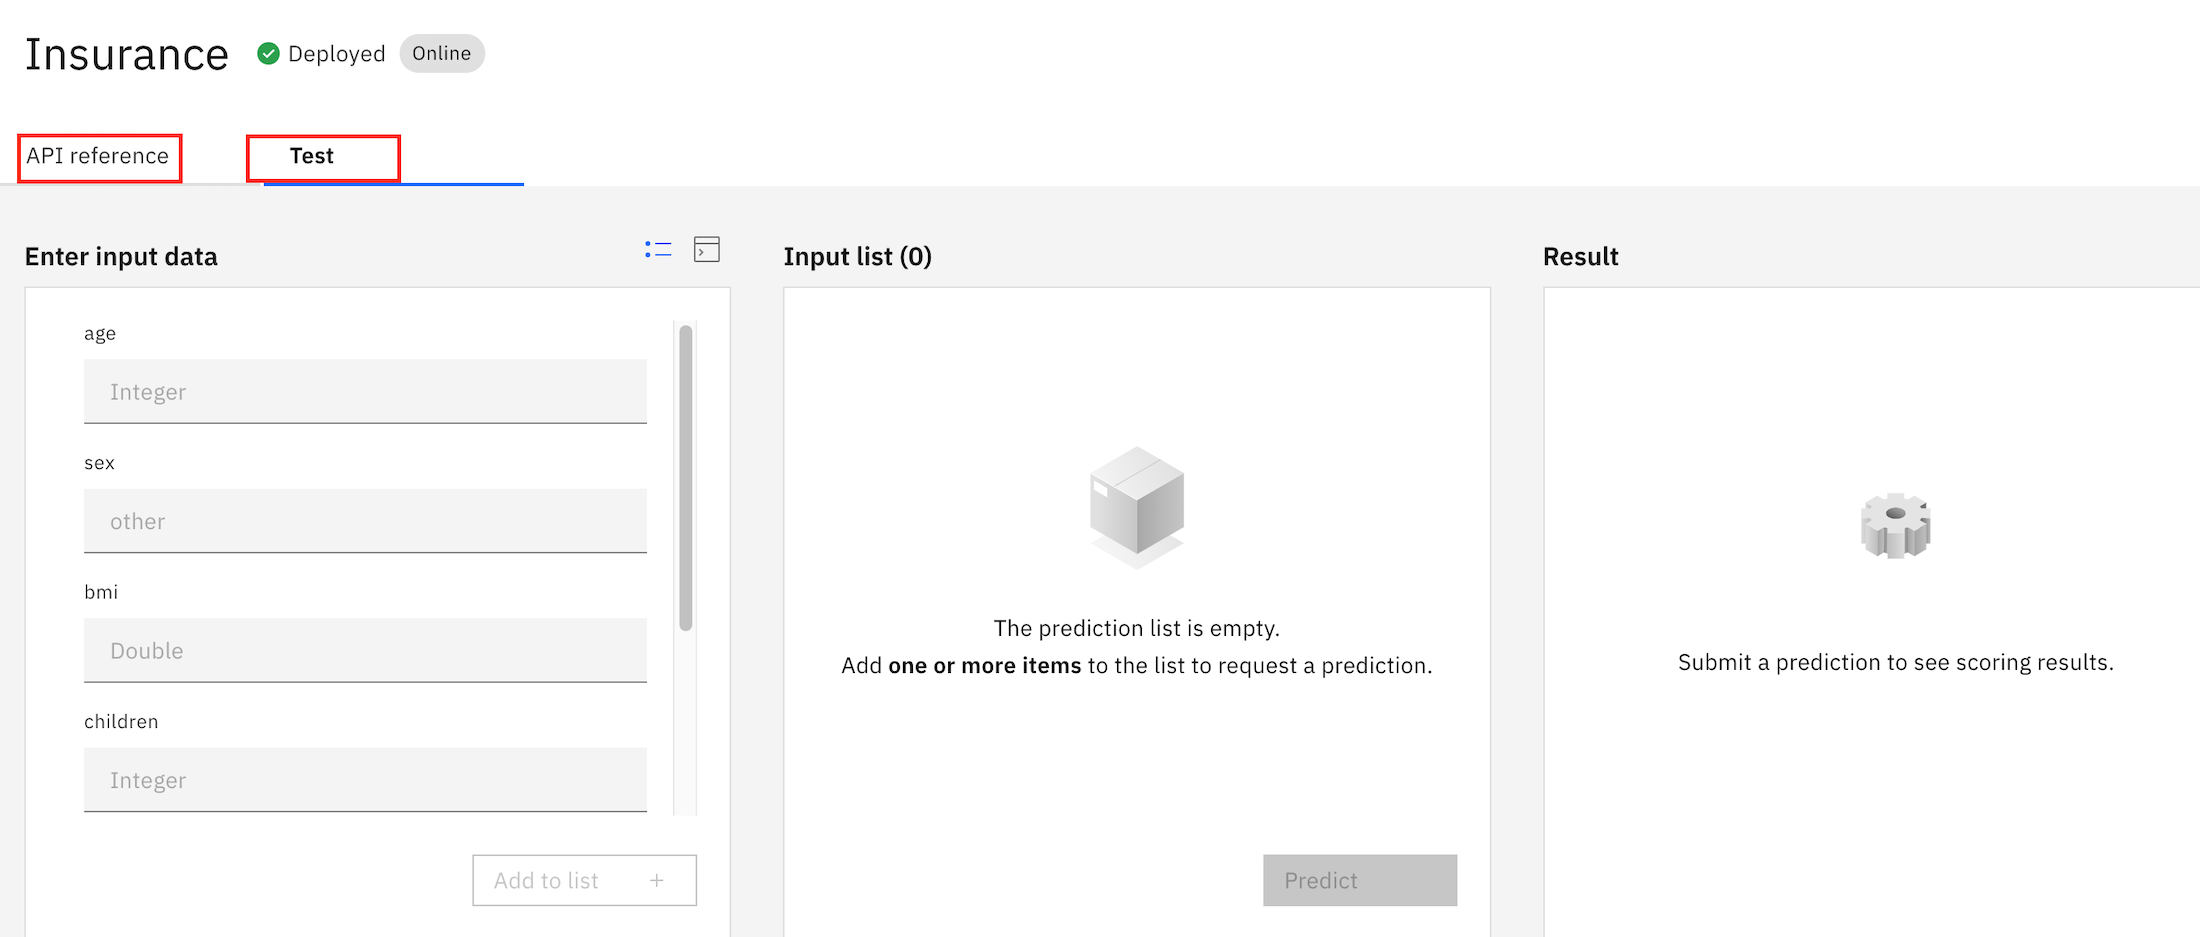 Insurance Deployed Online
API reference Test
Enter input data
age
Integer
sex
other
bmi
Double
children
Integer
Add to list +
Input list (0)
The prediction list is empty.
Add one or more items to the list to request a prediction.
Predict
Result
Submit a prediction to see scoring results.